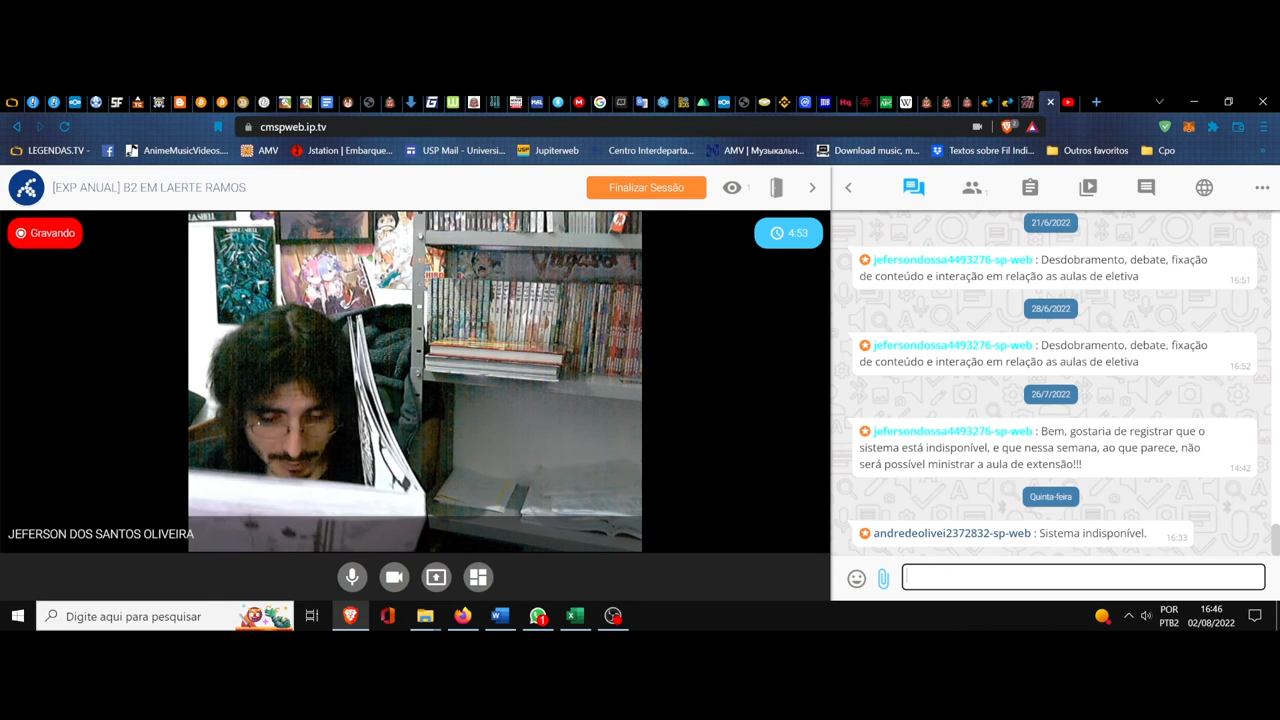 cmspweb.ip.tv
2
LEGENDAS.TV -
AnimeMusicVideos...
AMV
Jstation | Embarque...
USP Mail - Universi...
Jupiterweb
Centro Interdeparta...
AMV | Музыкальн...
Download music, m...
Textos sobre Fil Indi...
Outros favoritos
Cpo
[EXP ANUAL] B2 EM LAERTE RAMOS
Finalizar Sessão
1
1
Gravando
4:53
JEFERSON DOS SANTOS OLIVEIRA
21/6/2022
jefersondossa4493276-sp-web : Desdobramento, debate, fixação
de conteúdo e interação em relação as aulas de eletiva
16:51
28/6/2022
jefersondossa4493276-sp-web : Desdobramento, debate, fixação
de conteúdo e interação em relação as aulas de eletiva
16:52
26/7/2022
jefersondossa4493276-sp-web : Bem, gostaria de registrar que o
sistema está indisponível, e que nessa semana, ao que parece, não
será possível ministrar a aula de extensão!!!
14:42
Quinta-feira
andredeolivei2372832-sp-web : Sistema indisponível.
16:33
Digite aqui para pesquisar
1
POR
PTB2
16:46
02/08/2022